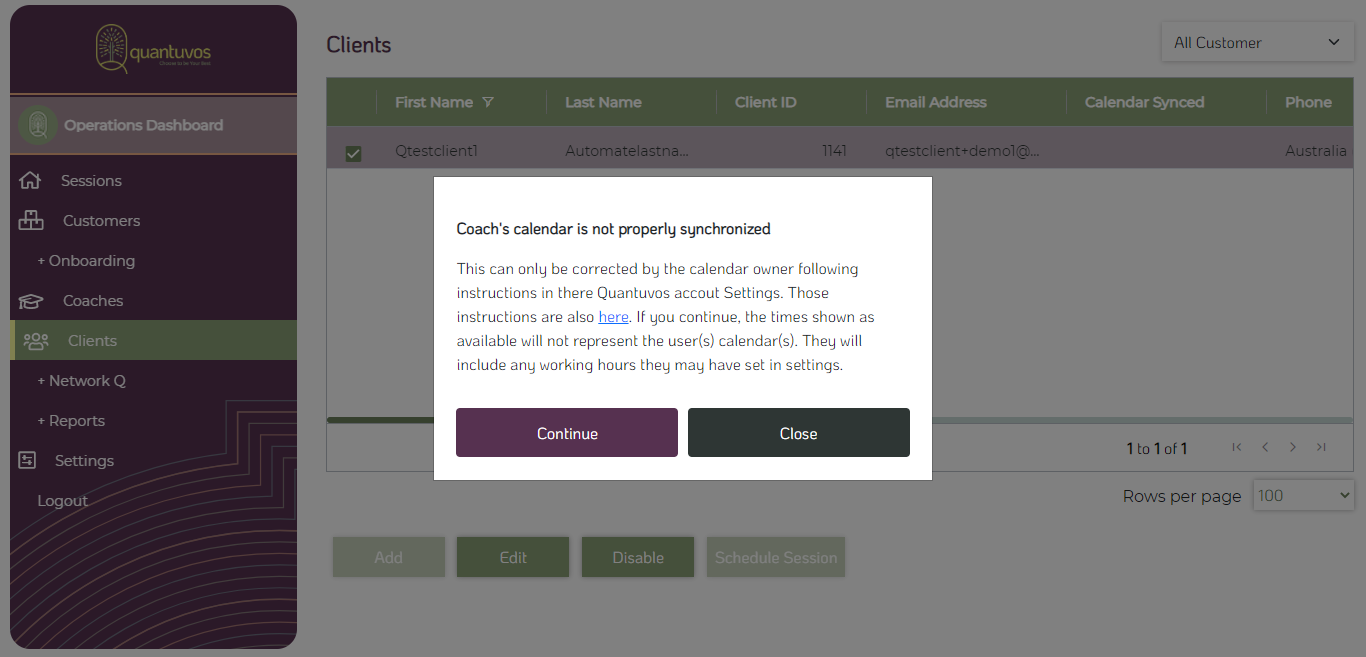 quantuvos
Choose to be Your Best
Operations Dashboard
Sessions
Customers
+ Onboarding
Coaches
Clients
+ Network Q
+ Reports
Settings
Logout
Clients
All Customer
First Name Last Name Client ID Email Address Calendar Synced Phone
Qtestclient1 Automatelastna... 1141 qtestclient+demo1@... Australia
Coach's calendar is not properly synchronized
This can only be corrected by the calendar owner following
instructions in there Quantuvos accout Settings. Those
instructions are also here. If you continue, the times shown as
available will not represent the user(s) calendar(s). They will
include any working hours they may have set in settings.
Continue Close
1 to 1 of 1
Rows per page 100
Add Edit Disable Schedule Session